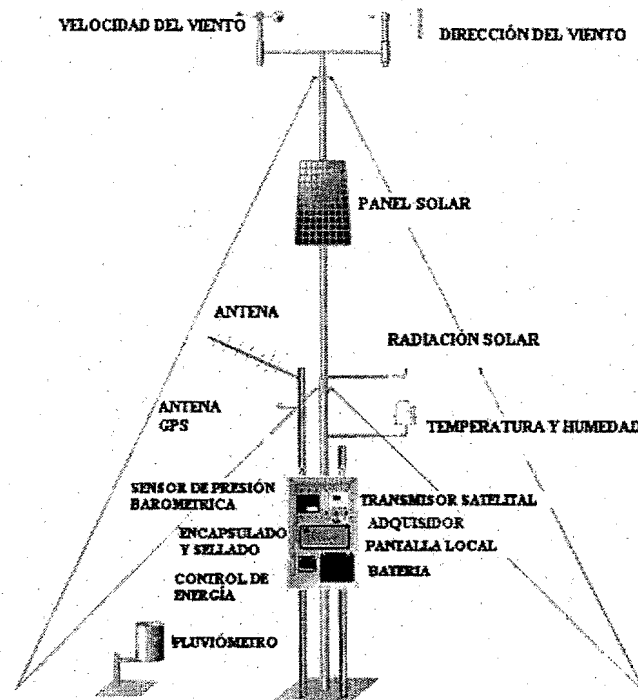 VELOCIDAD DEL VIENTO
DIRECCIÓN DEL VIENTO
PANEL SOLAR
ANTENA
RADIACIÓN SOLAR
ANTENA
GPS
TEMPERATURA Y HUMEDAD
SENSOR DE PRESIÓN
BAROMETRICA
TRANSMISOR SATELITAL
ADQUISIDOR
ENCAPSULADO
Y SELLADO
PANTALLA LOCAL
CONTROL DE
ENERGÍA
BATERIA
PLUVIÓMETRO